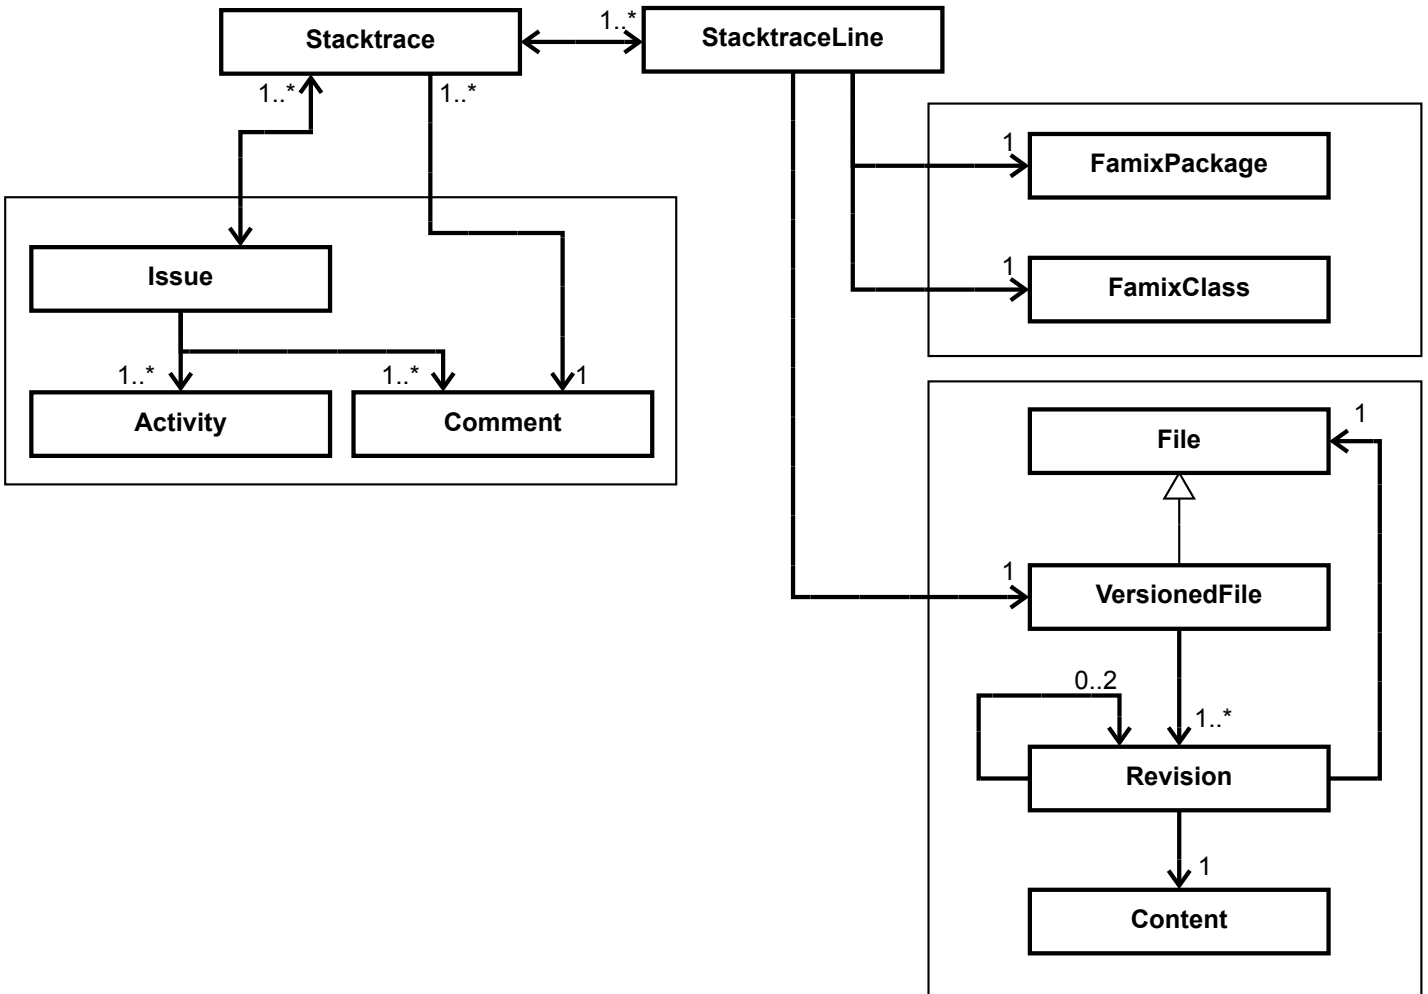 1..*
Stacktrace
StacktraceLine
1..*
1..*
1
FamixPackage
1
FamixClass
Issue
1..*
1..*
1
Activity
Comment
1
File
1
VersionedFile
0..2
1..*
Revision
1
Content